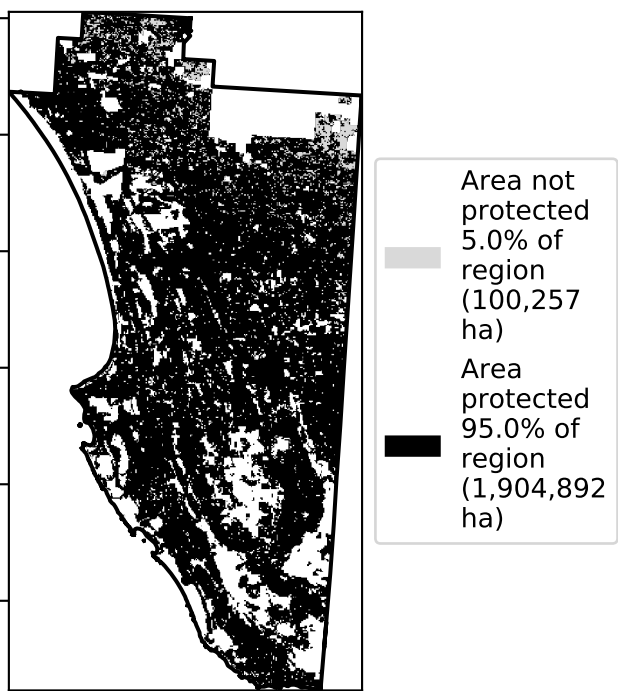 Area not
protected
5.0% of
region
(100,257
ha)
Area
protected
95.0% of
region
(1,904,892
ha)